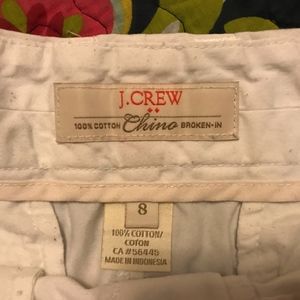 J.CREW
100% COTTON Chino BROKEN-IN
8
100% COTTON/
COTON
CA #56445
MADE IN INDONESIA